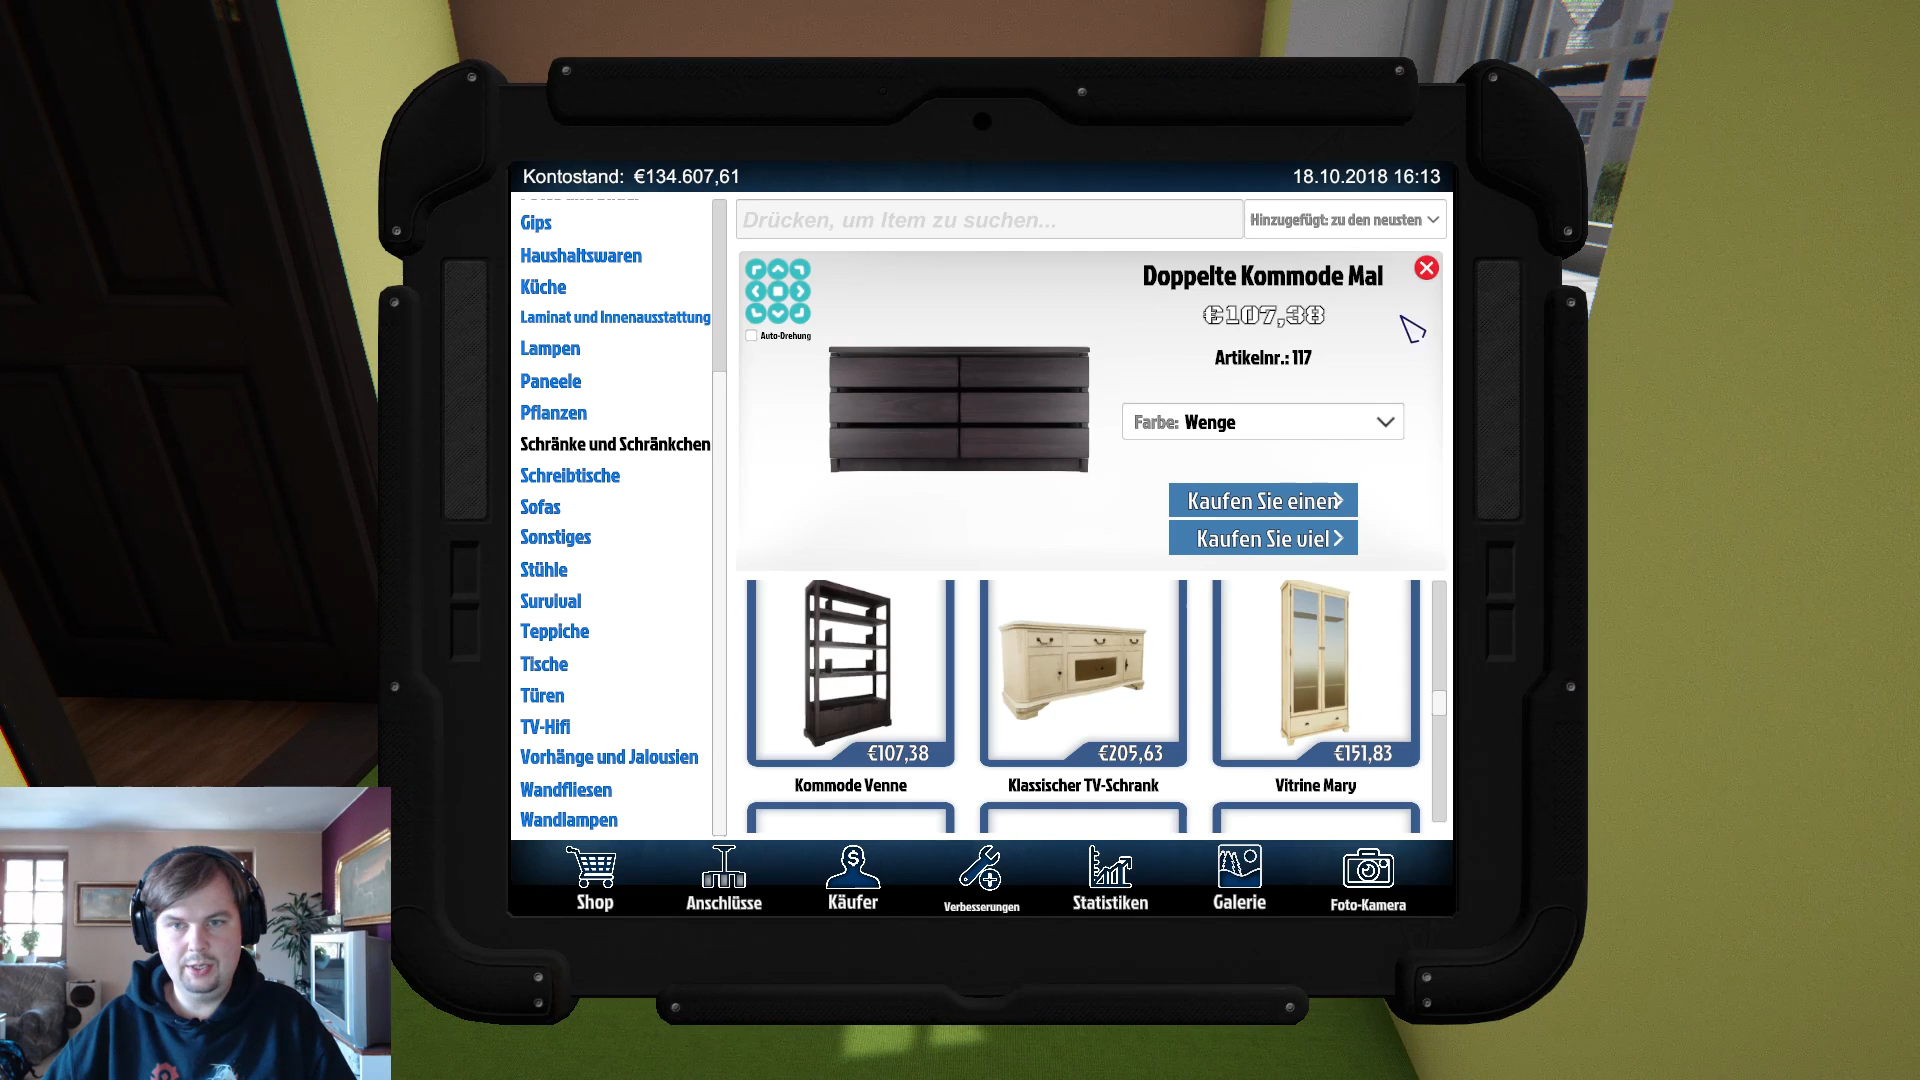 Kontostand: €134.607,61
18.10.2018 16:13
Gips
Haushaltswaren
Küche
Laminat und Innenausstattung
Lampen
Paneele
Pflanzen
Schränke und Schränkchen
Schreibtische
Sofas
Sonstiges
Stühle
Survival
Teppiche
Tische
Türen
TV-Hifi
Vorhänge und Jalousien
Wandfliesen
Wandlampen
Drücken, um Item zu suchen...
Hinzugefügt: zu den neusten
Auto-Drehung
Doppelte Kommode Mal
€107,38
Artikelnr.: 117
Farbe: Wenge
Kaufen Sie einen
Kaufen Sie viel
€107,38
Kommode Venne
€205,63
Klassischer TV-Schrank
€151,83
Vitrine Mary
Shop
Anschlüsse
Käufer
Verbesserungen
Statistiken
Galerie
Foto-Kamera